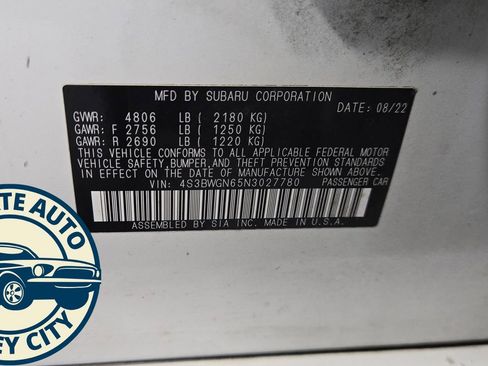 MFD BY SUBARU CORPORATION
DATE: 08/22
GVWR: 4806 LB ( 2180 KG)
GAWR: F 2756 LB ( 1250 KG)
GAWR: R 2690 LB ( 1220 KG)
THIS VEHICLE CONFORMS TO ALL APPLICABLE FEDERAL MOTOR
VEHICLE SAFETY, BUMPER, AND THEFT PREVENTION STANDARDS
IN EFFECT ON THE DATE OF MANUFACTURE SHOWN ABOVE.
VIN: 4S3BWGN65N3027780 PASSENGER CAR
ASSEMBLED BY SIA INC. MADE IN U.S.A.
ATE AUTO
EY CITY